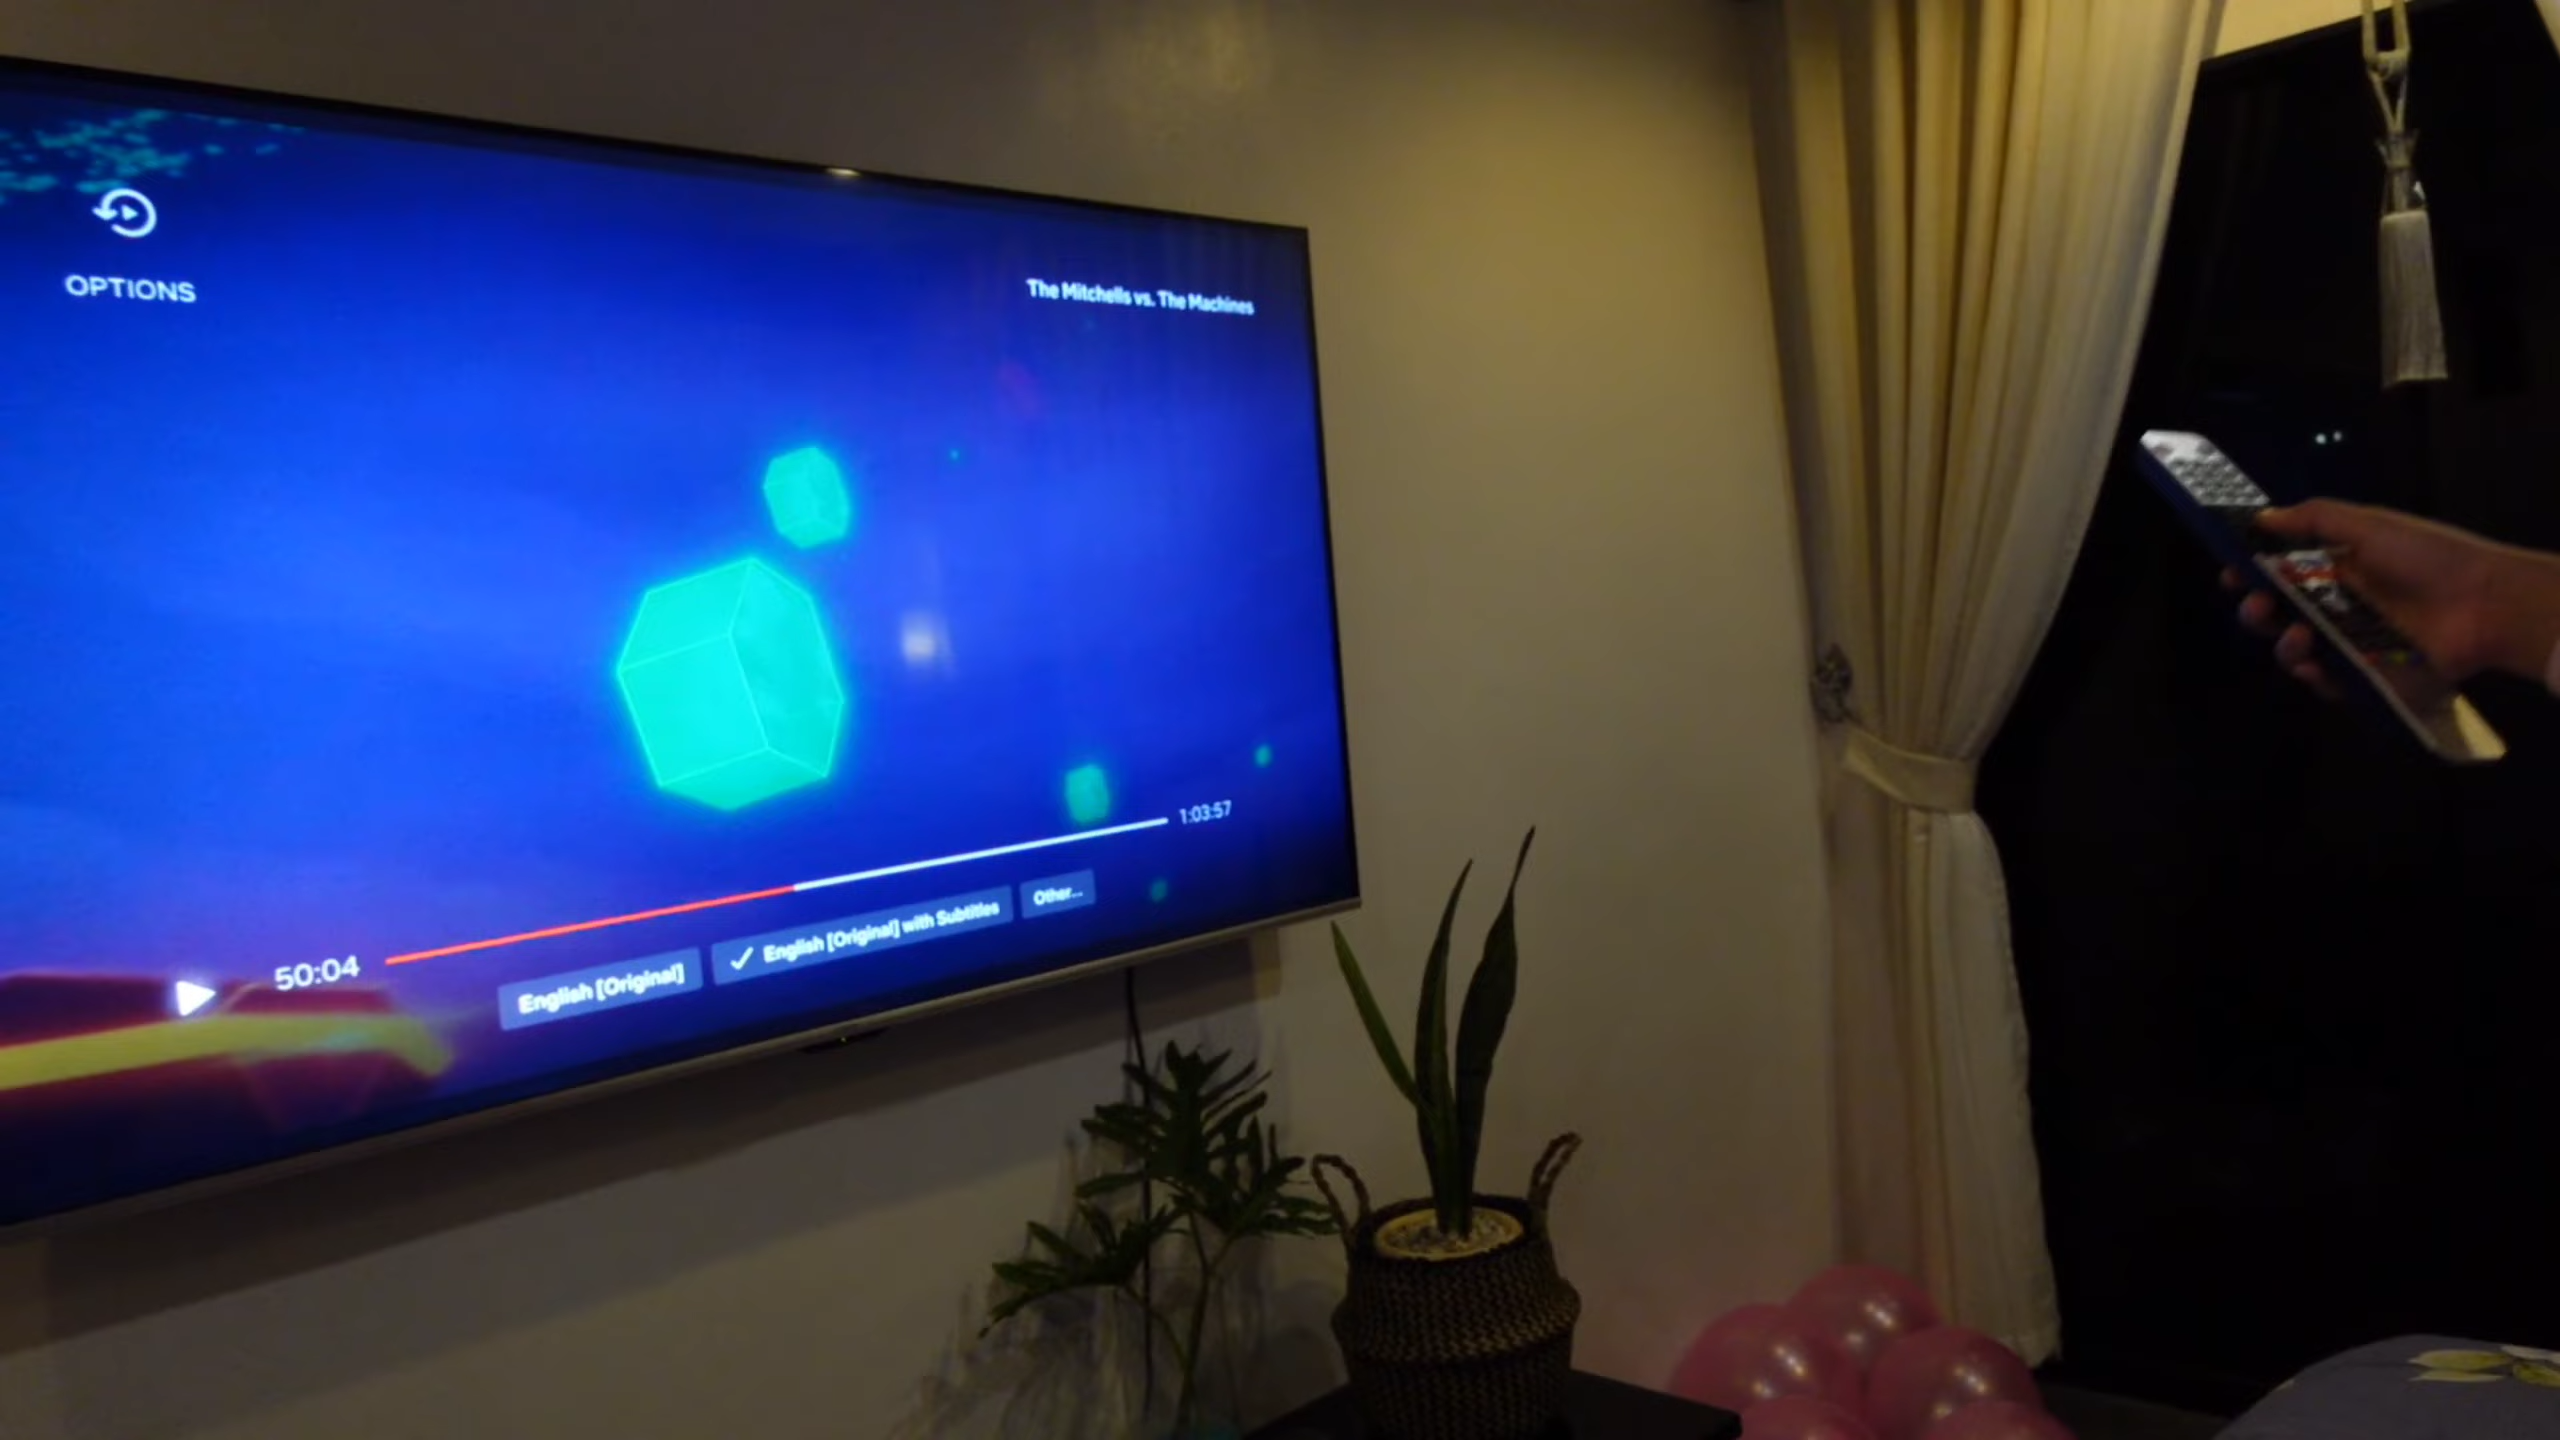 OPTIONS
The Mitchells vs. The Machines
50:04
1:03:57
English [Original]
English [Original] with Subtitles
Other...